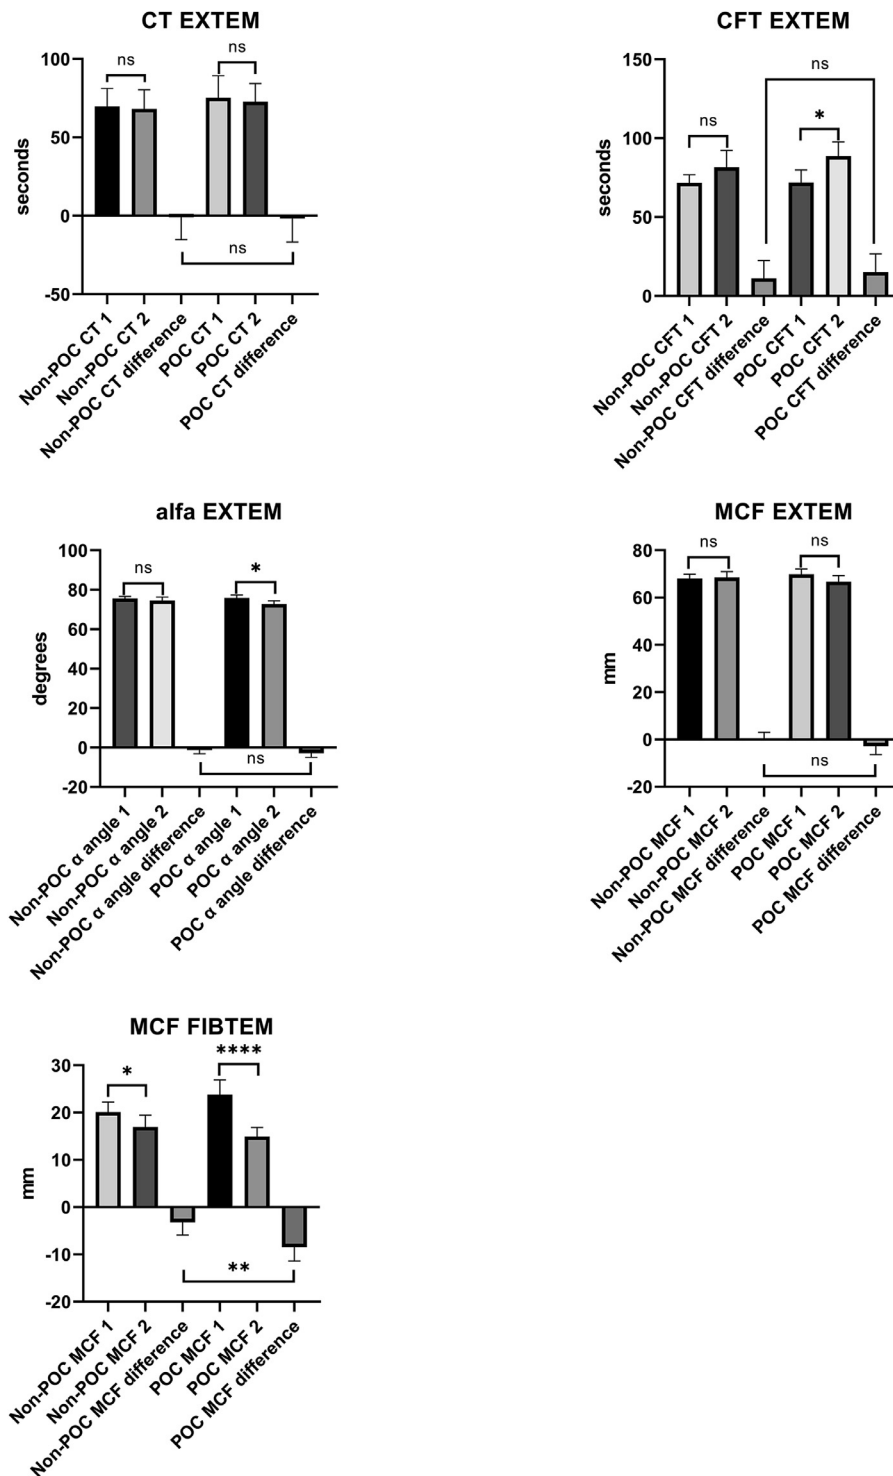 CT EXTEM
100
50
0
-50
seconds
ns
ns
ns
Non-POC CT 1
Non-POC CT 2
Non-POC CT difference
POC CT 1
POC CT 2
POC CT difference
CFT EXTEM
150
100
50
0
seconds
ns
ns
*
Non-POC CFT 1
Non-POC CFT 2
Non-POC CFT difference
POC CFT 1
POC CFT 2
POC CFT difference
alfa EXTEM
100
80
60
40
20
0
-20
degrees
ns
*
ns
Non-POC α angle 1
Non-POC α angle 2
Non-POC α angle difference
POC α angle 1
POC α angle 2
POC α angle difference
MCF EXTEM
80
60
40
20
0
-20
mm
ns
ns
ns
Non-POC MCF 1
Non-POC MCF 2
Non-POC MCF difference
POC MCF 1
POC MCF 2
POC MCF difference
MCF FIBTEM
30
20
10
0
-10
-20
mm
*
****
**
Non-POC MCF 1
Non-POC MCF 2
Non-POC MCF difference
POC MCF 1
POC MCF 2
POC MCF difference